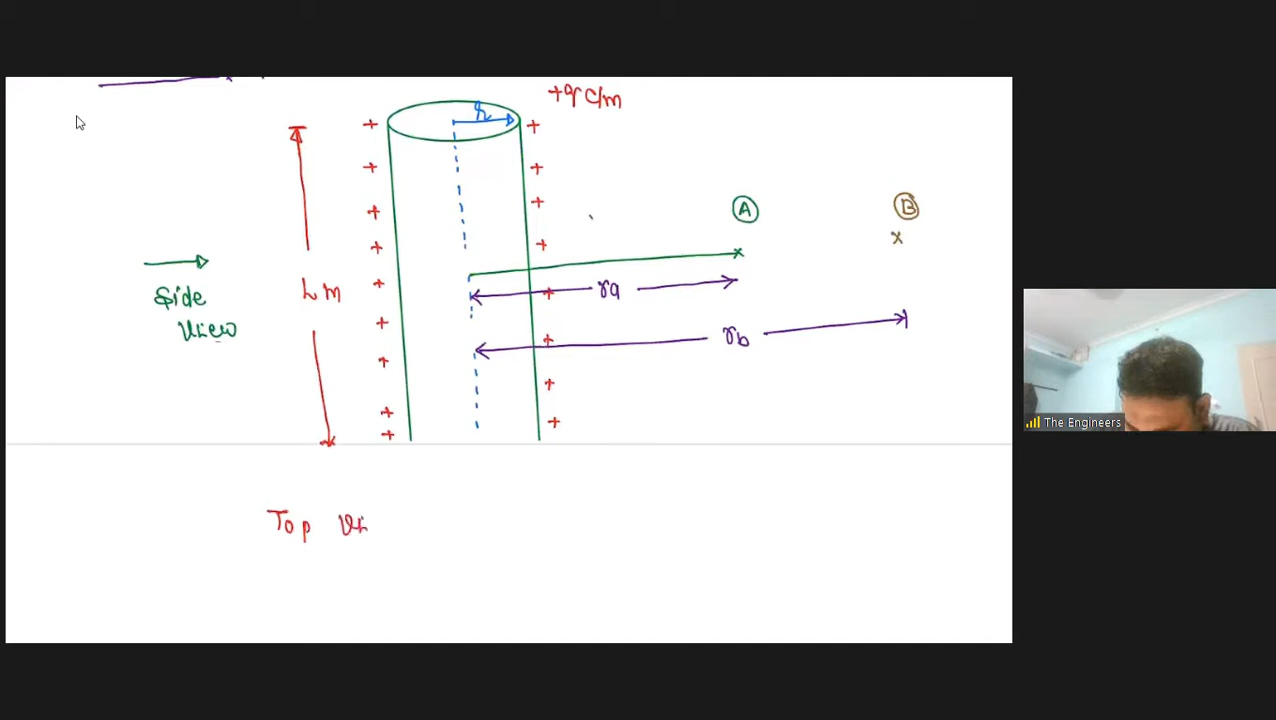 +q C/m
r
A
B
ra
Side
View
L m
rb
Top Vi
The Engineers